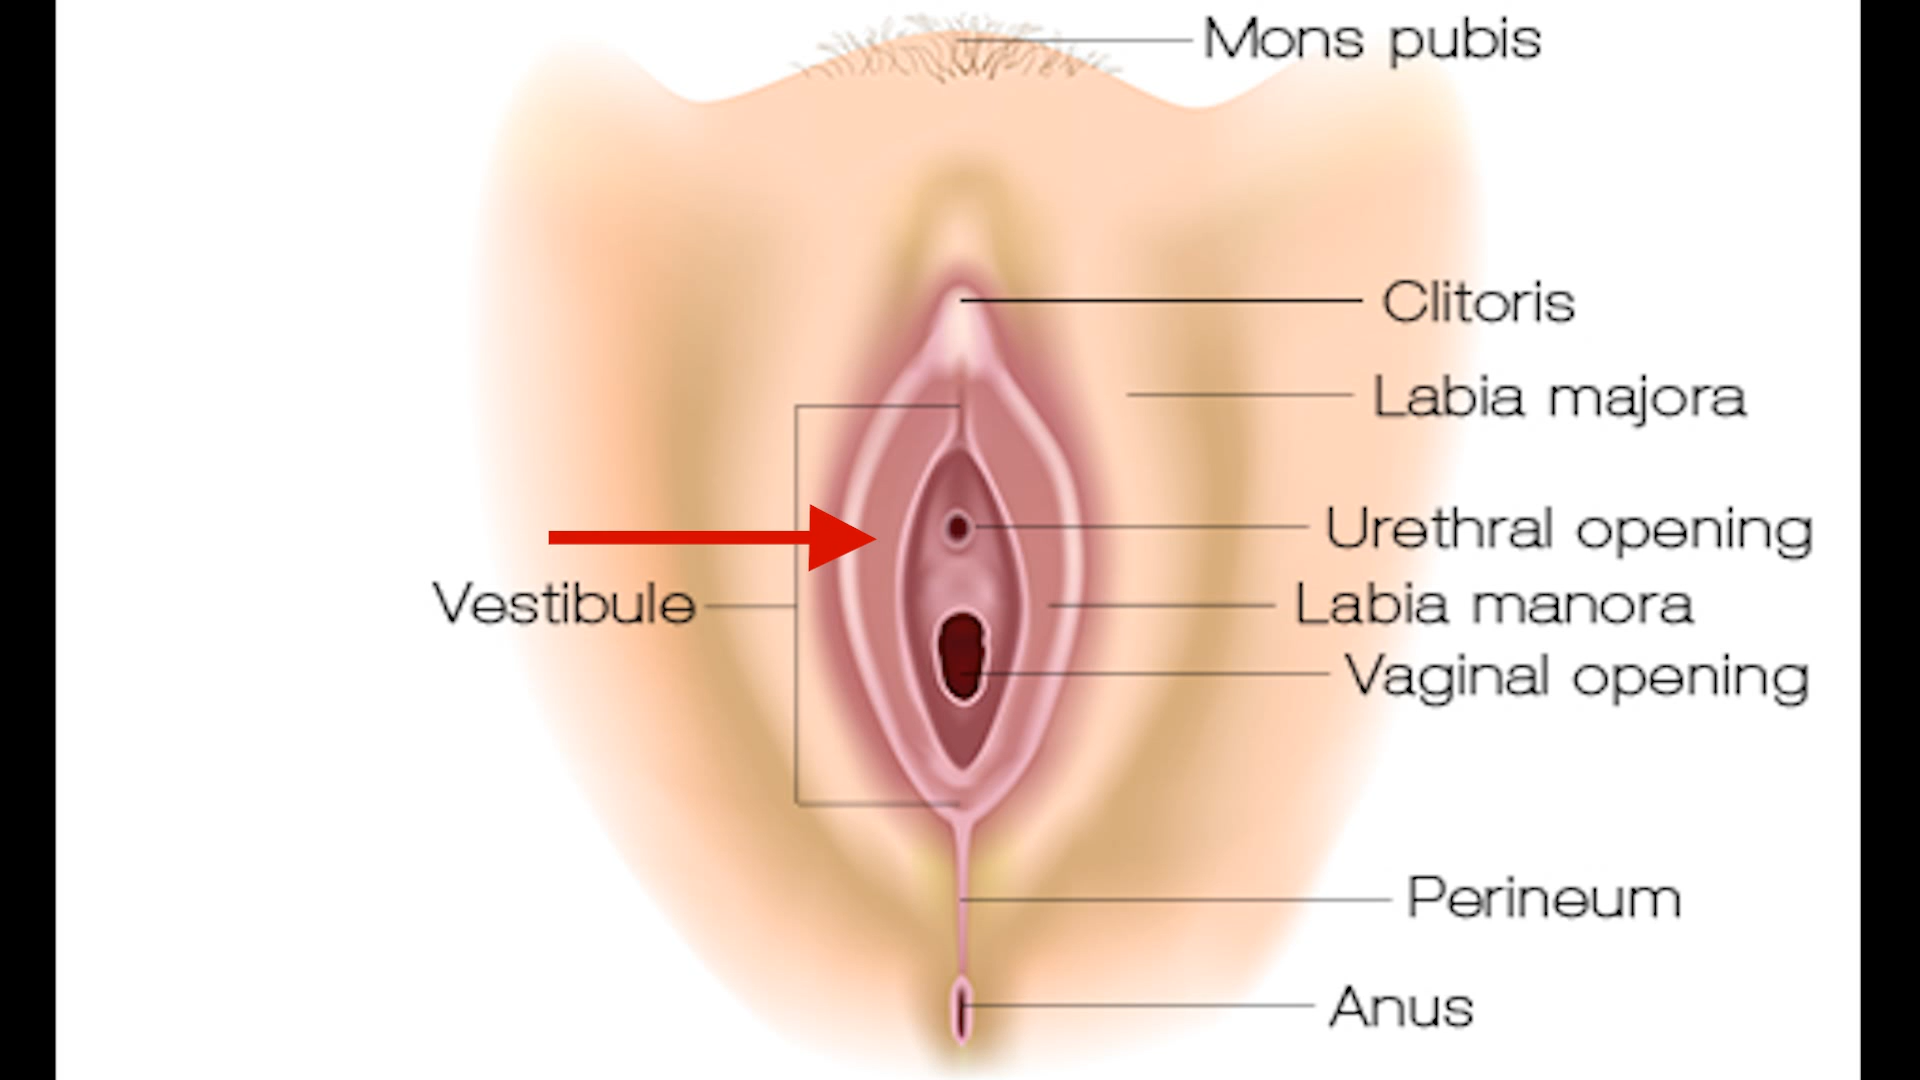 Mons pubis
Clitoris
Labia majora
Urethral opening
Vestibule
Labia manora
Vaginal opening
Perineum
Anus